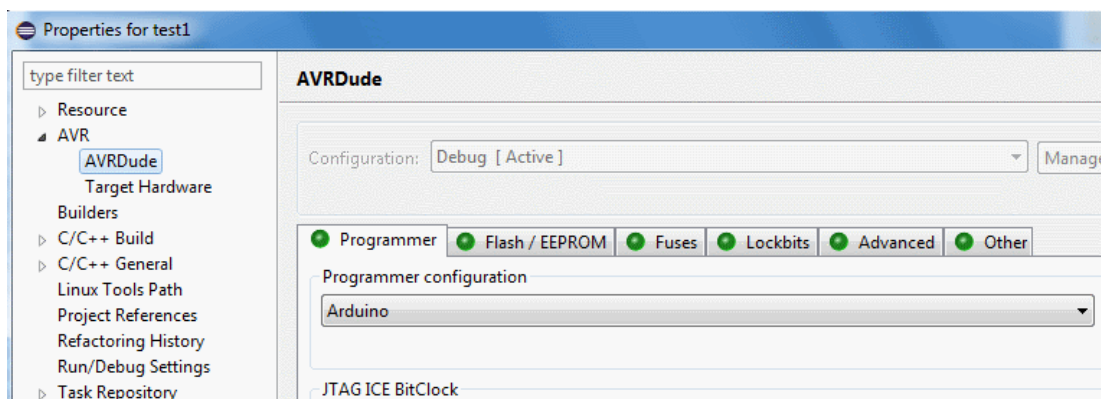 Properties for test1
type filter text
Resource
AVR
AVRDude
Target Hardware
Builders
C/C++ Build
C/C++ General
Linux Tools Path
Project References
Refactoring History
Run/Debug Settings
Task Repository
AVRDude
Configuration: Debug [ Active ] Manage
Programmer Flash / EEPROM Fuses Lockbits Advanced Other
Programmer configuration
Arduino
JTAG ICE BitClock